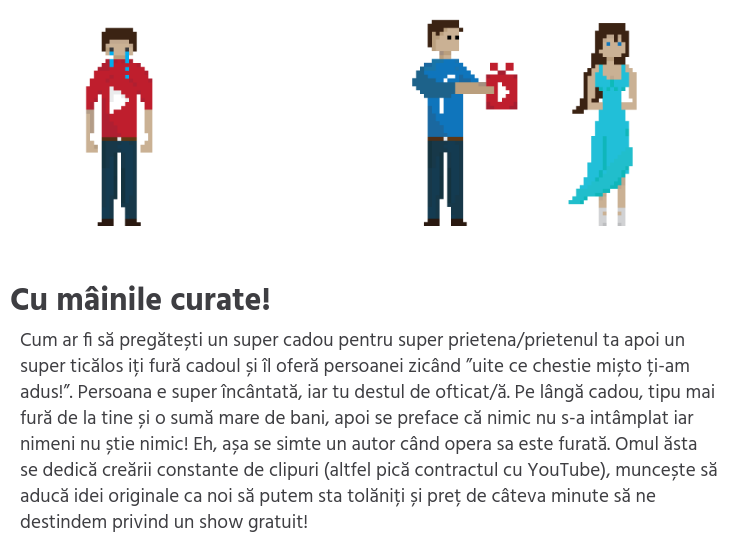 Cu mâinile curate!
Cum ar fi să pregătești un super cadou pentru super prietena/prietenul ta apoi un
super ticălos iți fură cadoul și îl oferă persoanei zicând ”uite ce chestie mișto ți-am
adus!”. Persoana e super încântată, iar tu destul de ofticat/ă. Pe lângă cadou, tipu mai
fură de la tine și o sumă mare de bani, apoi se preface că nimic nu s-a intâmplat iar
nimeni nu știe nimic! Eh, așa se simte un autor când opera sa este furată. Omul ăsta
se dedică creării constante de clipuri (altfel pică contractul cu YouTube), muncește să
aducă idei originale ca noi să putem sta tolăniți și preț de câteva minute să ne
destindem privind un show gratuit!